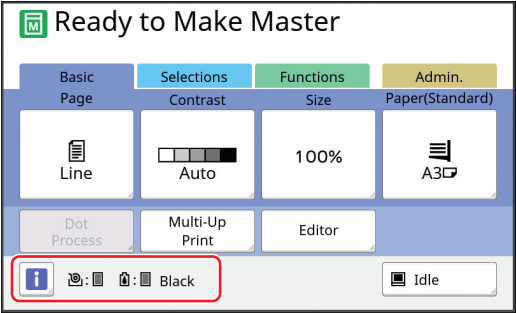 M Ready to Make Master
Basic Selections Functions Admin.
Page Contrast Size Paper(Standard)
Line Auto 100% A3
Dot Process Multi-Up Print Editor
i : : Black Idle